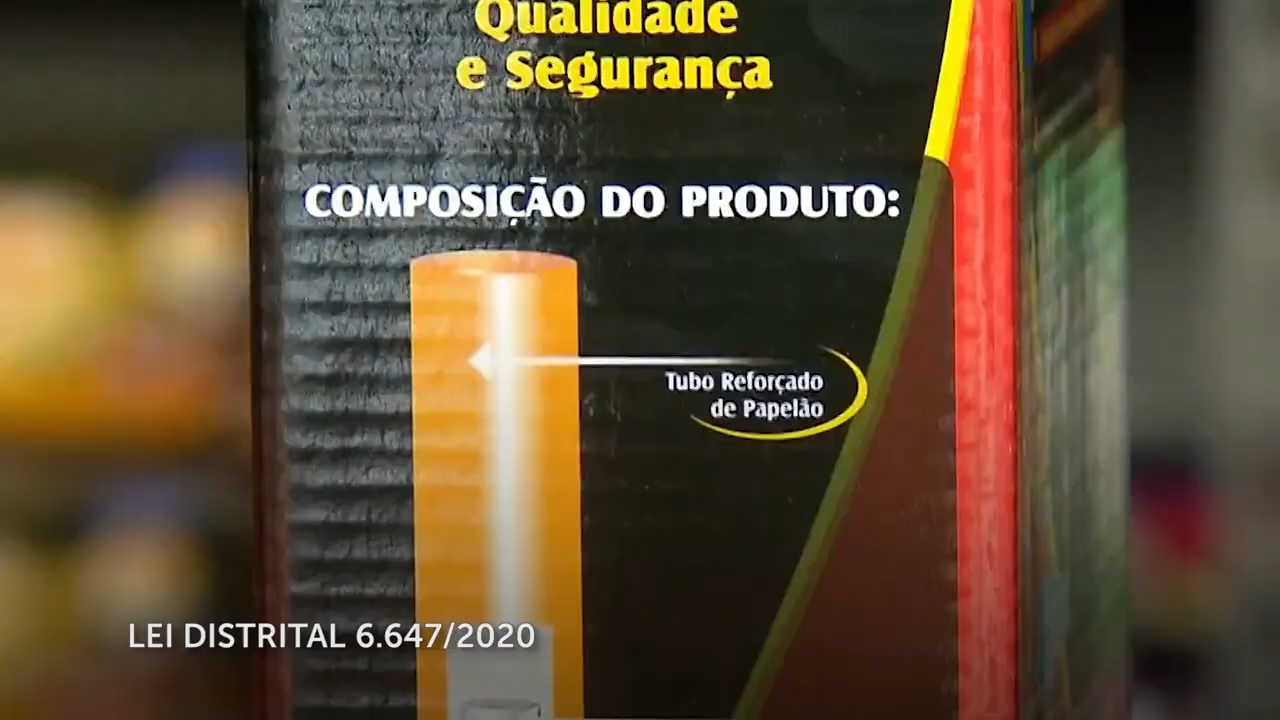 Qualidade
e Segurança
COMPOSIÇÃO DO PRODUTO:
Tubo Reforçado
de Papelão
LEI DISTRITAL 6.647/2020